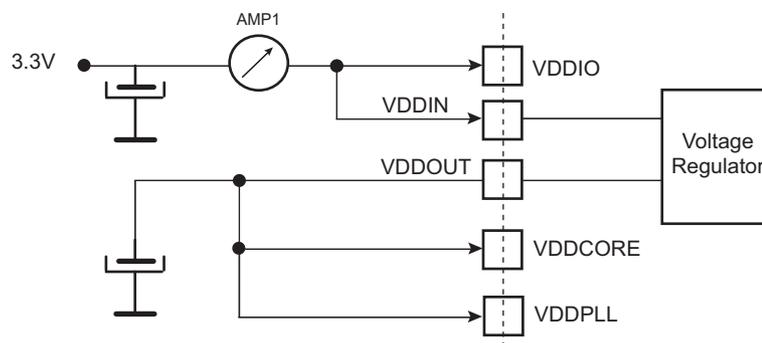 AMP1
3.3V
VDDIO
VDDIN
Voltage
Regulator
VDDOUT
VDDCORE
VDDPLL